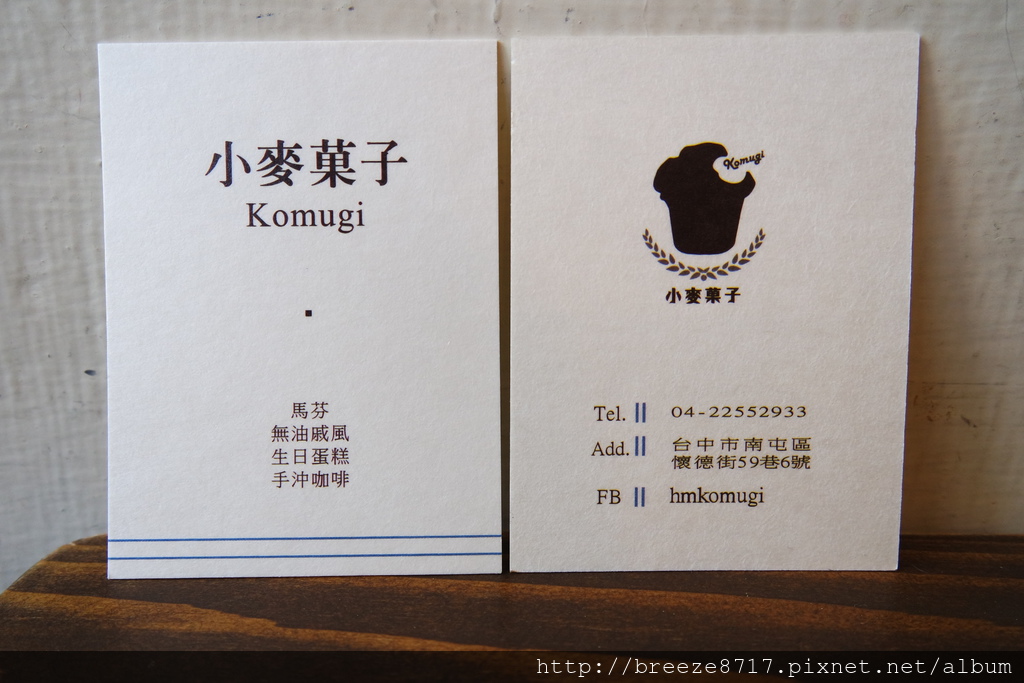 小麥菓子
Komugi
馬芬
無油戚風
生日蛋糕
手沖咖啡
Komugi
小麥菓子
Tel. 04-22552933
Add. 台中市南屯區
懷德街59巷6號
FB hmkomugi
http://breeze8717.pixnet.net/album